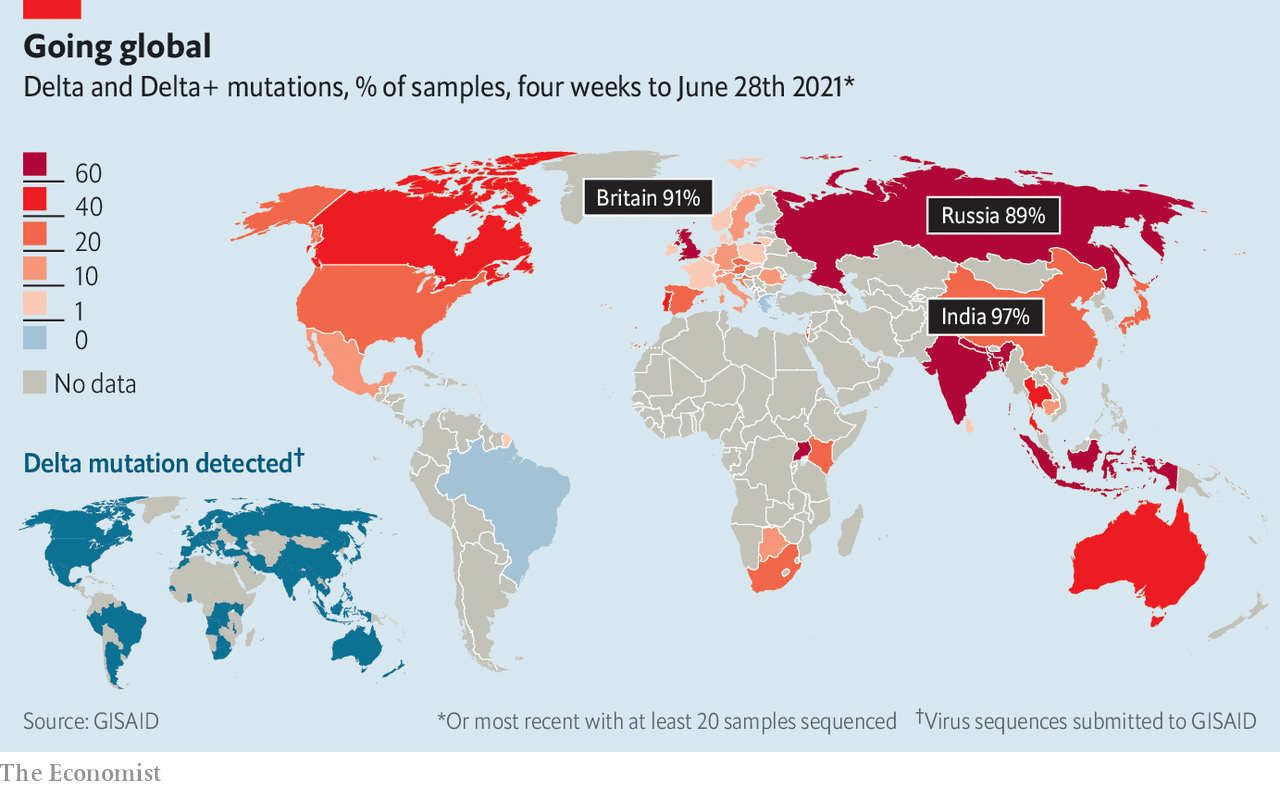 Going global
Delta and Delta+ mutations, % of samples, four weeks to June 28th 2021*
60
40
20
10
1
0
No data
Britain 91%
Russia 89%
India 97%
Delta mutation detected†
Source: GISAID
*Or most recent with at least 20 samples sequenced
†Virus sequences submitted to GISAID
The Economist